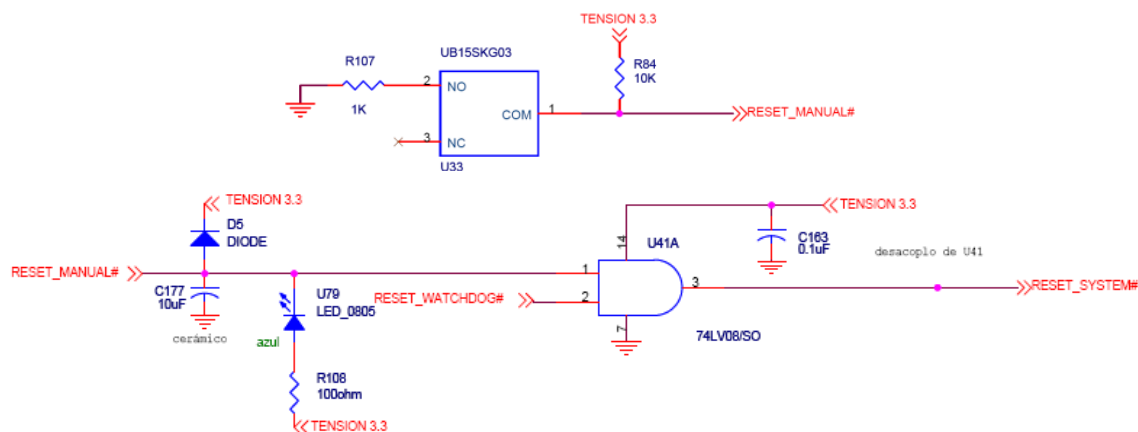 TENSION 3.3
UB15SKG03
R107
1K
2
NO
COM
1
3
NC
U33
R84
10K
RESET_MANUAL#
TENSION 3.3
D5
DIODE
RESET_MANUAL#
C177
10uF
cerámico
U79
LED_0805
azul
R108
100ohm
TENSION 3.3
RESET_WATCHDOG#
1
2
14
U41A
3
7
74LV08/SO
TENSION 3.3
C163
0.1uF
desacoplo de U41
RESET_SYSTEM#